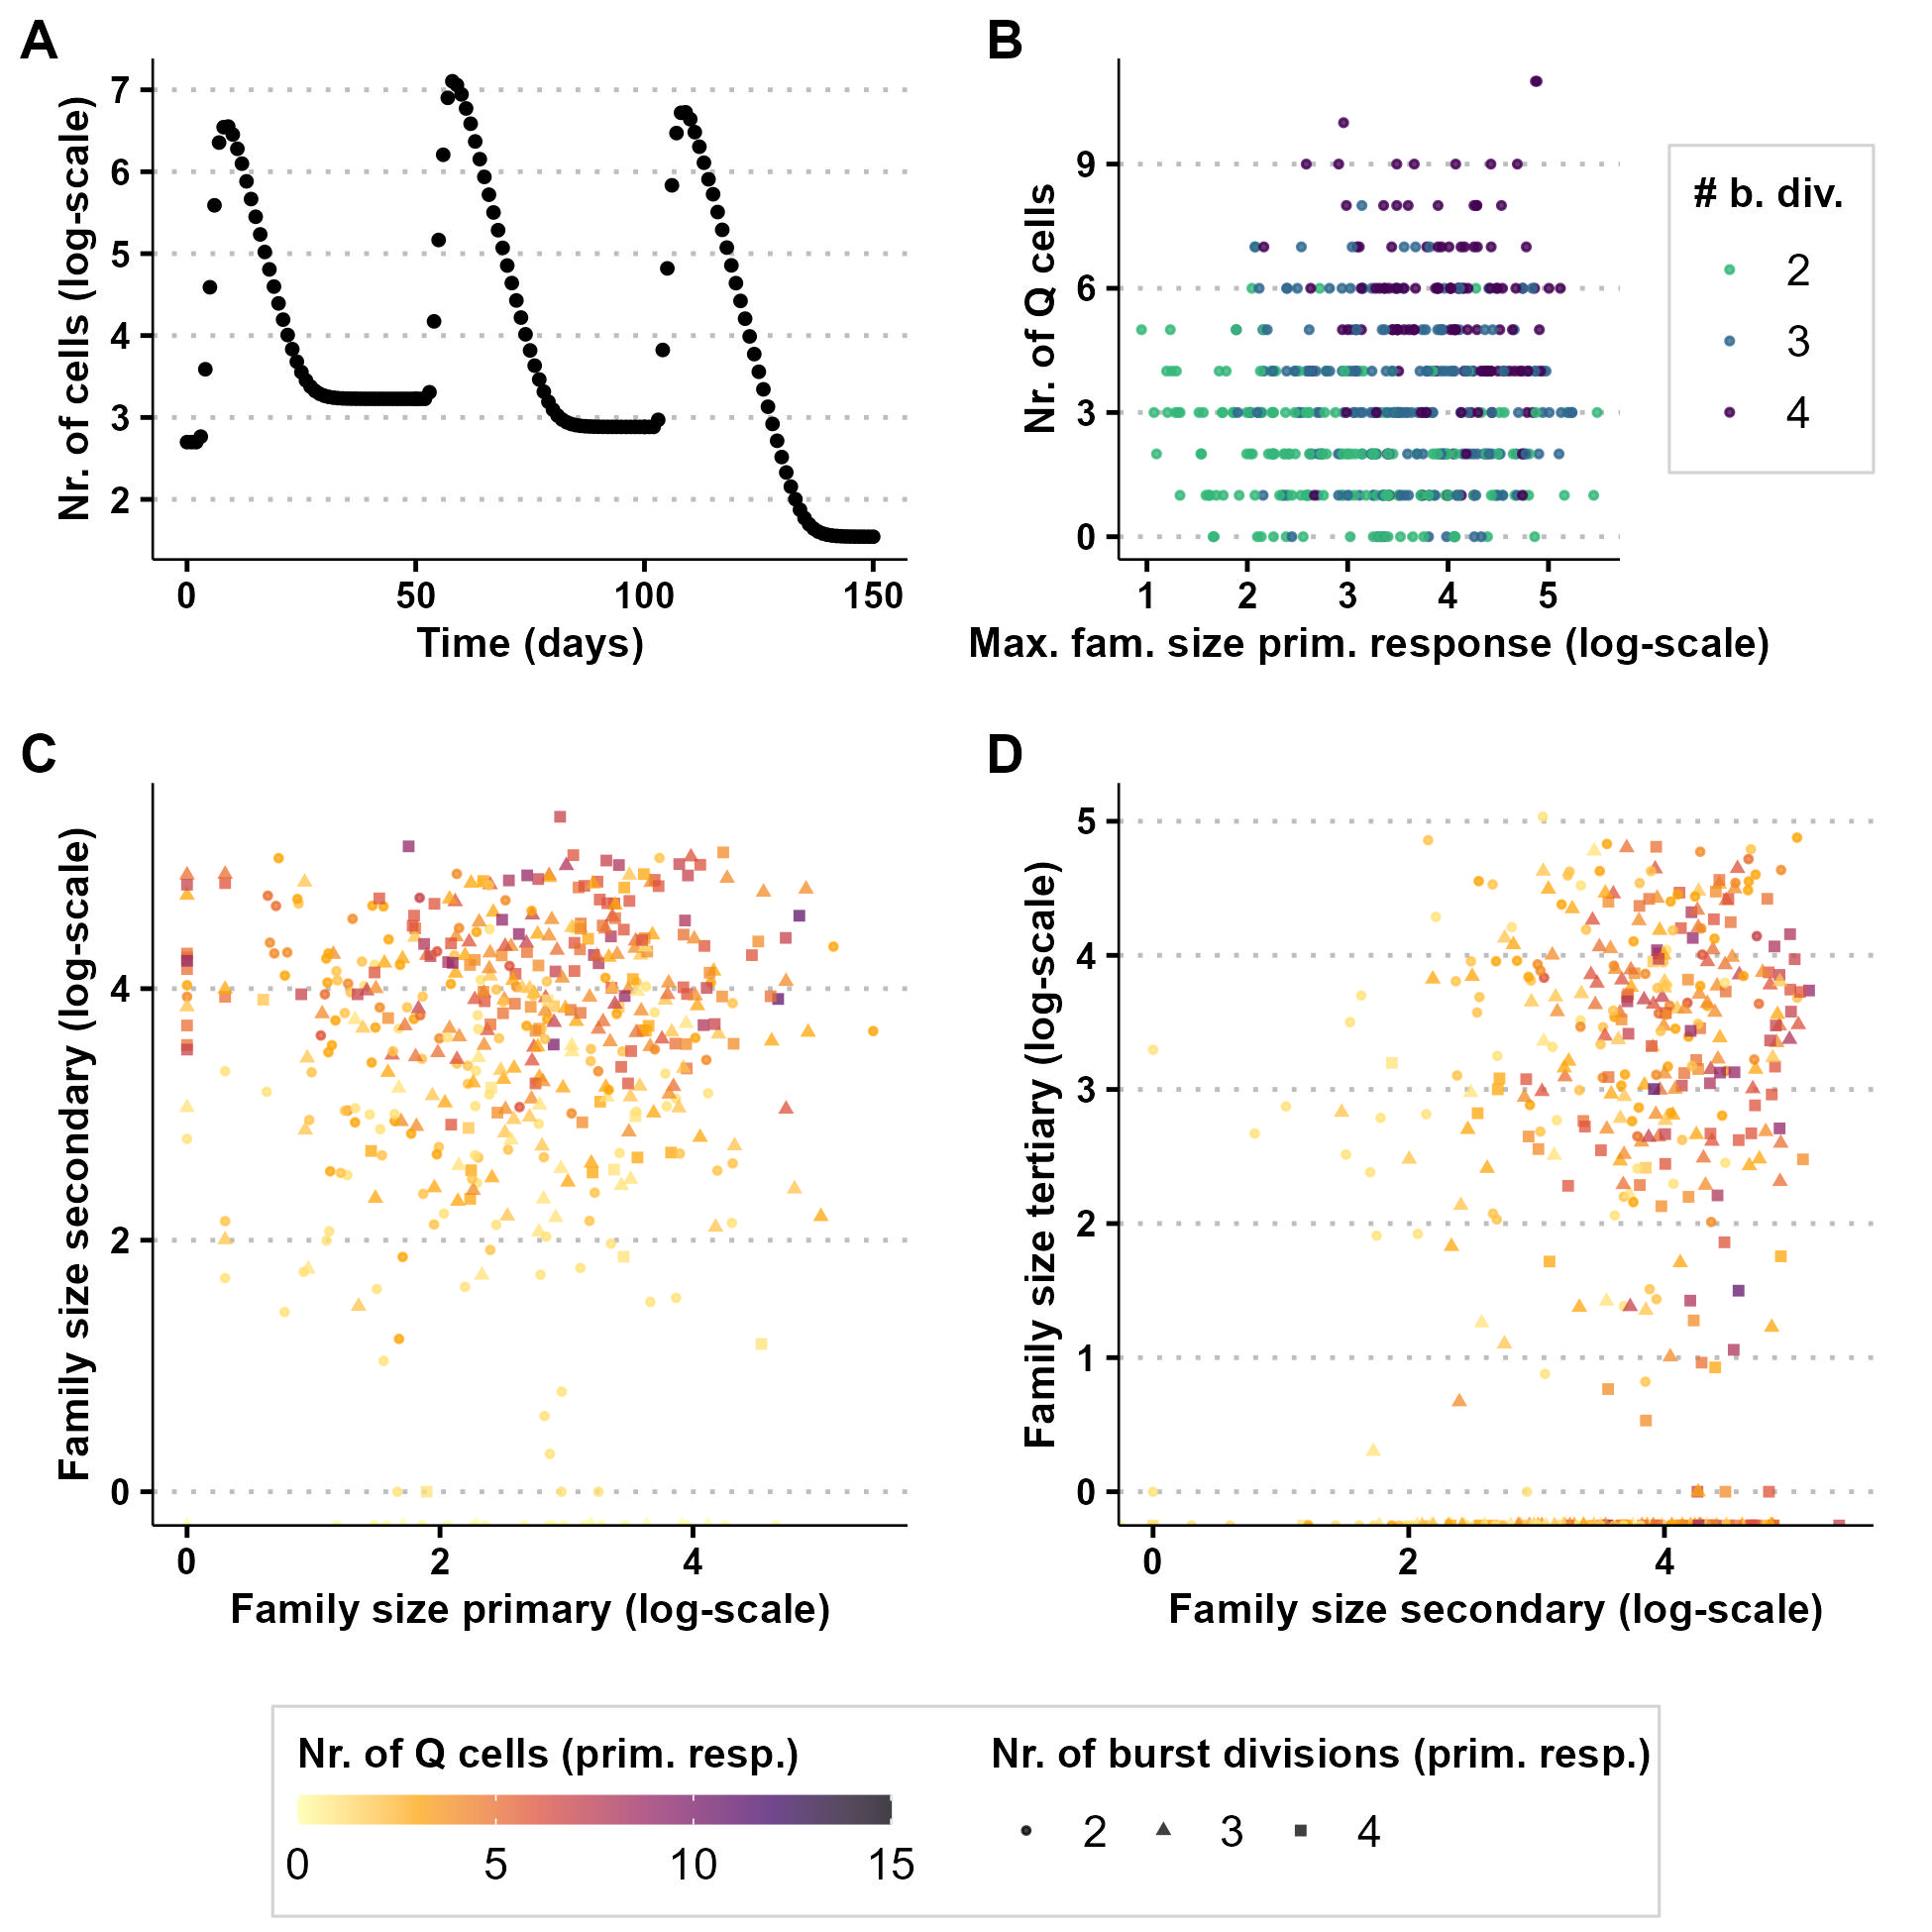 A
Nr. of cells (log-scale)
7
6
5
4
3
2
0 50 100 150
Time (days)
B
Nr. of Q cells
9
6
3
0
1 2 3 4 5
Max. fam. size prim. response (log-scale)
# b. div.
2
3
4
C
Family size secondary (log-scale)
4
2
0
0 2 4
Family size primary (log-scale)
D
Family size tertiary (log-scale)
5
4
3
2
1
0
0 2 4
Family size secondary (log-scale)
Nr. of Q cells (prim. resp.)
0 5 10 15
Nr. of burst divisions (prim. resp.)
2 3 4